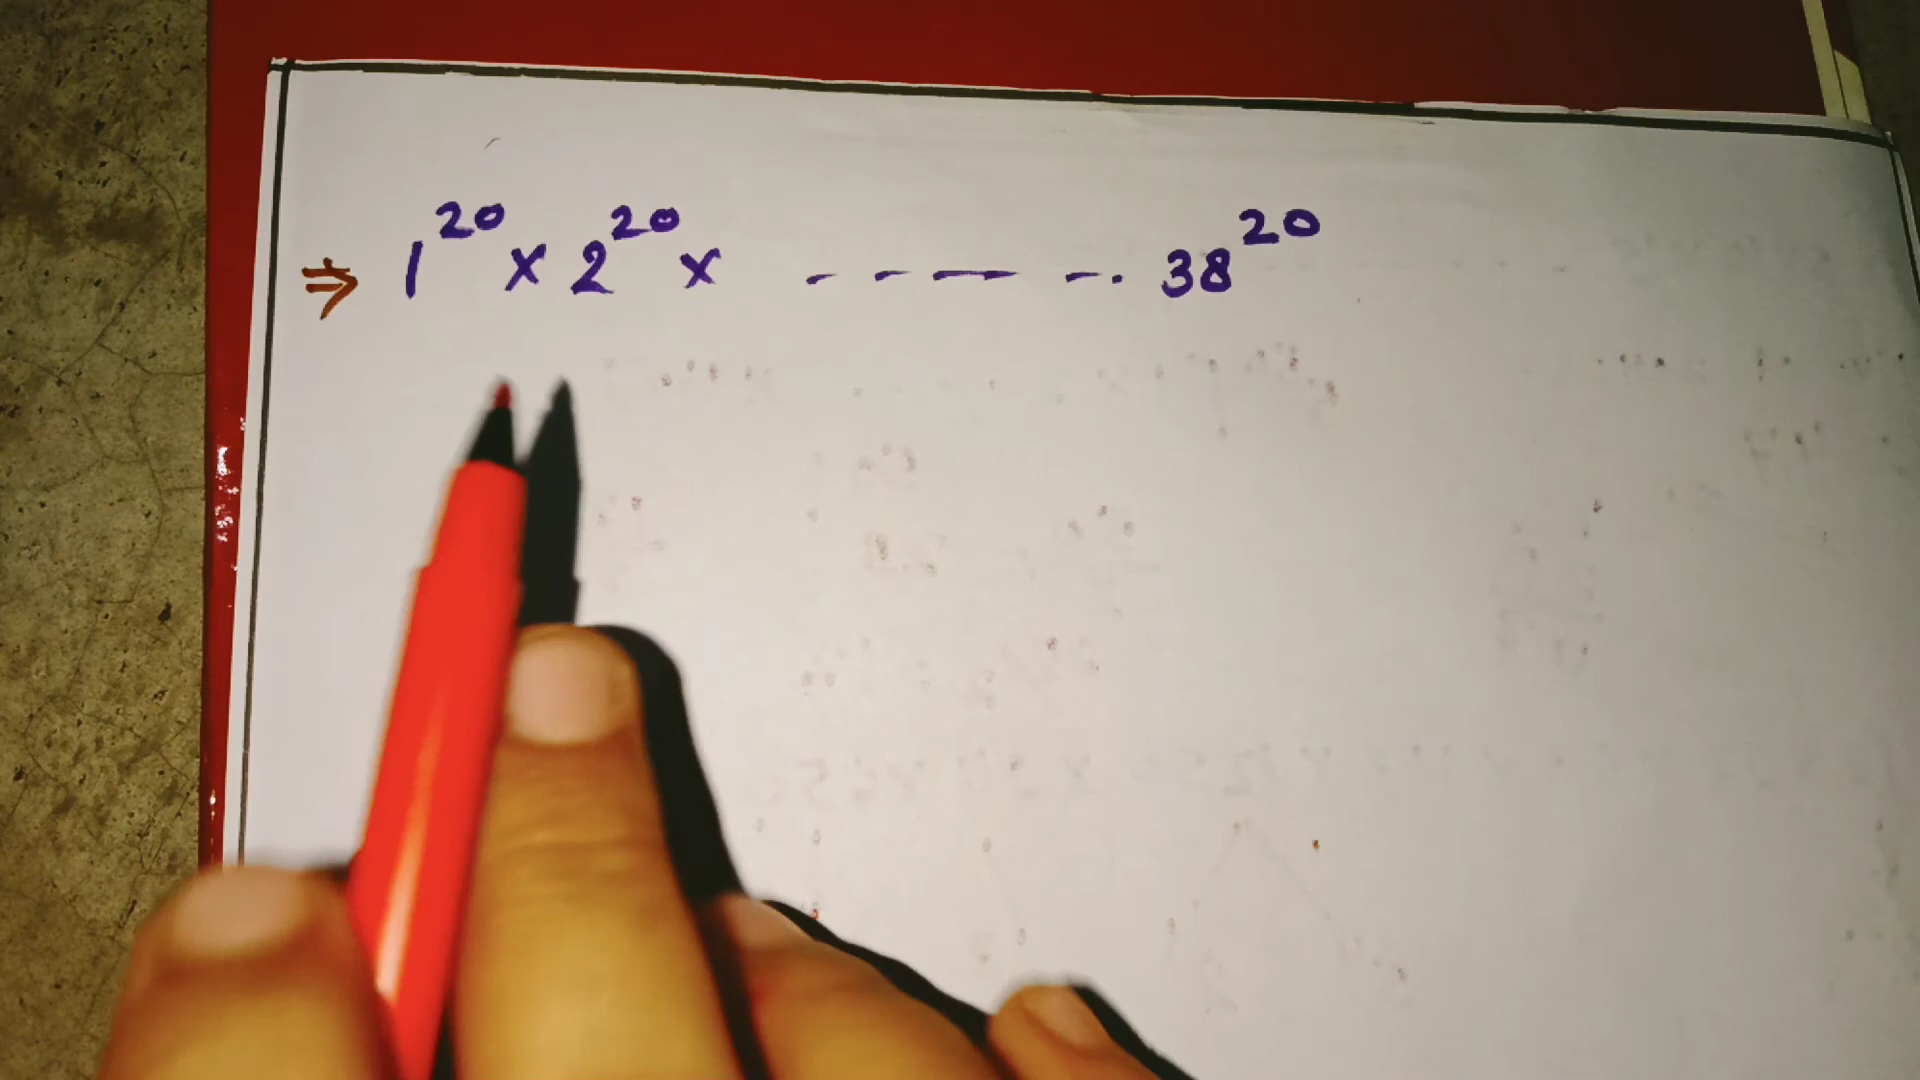 ⇒ 1²⁰ × 2²⁰ × - - — -. 38²⁰